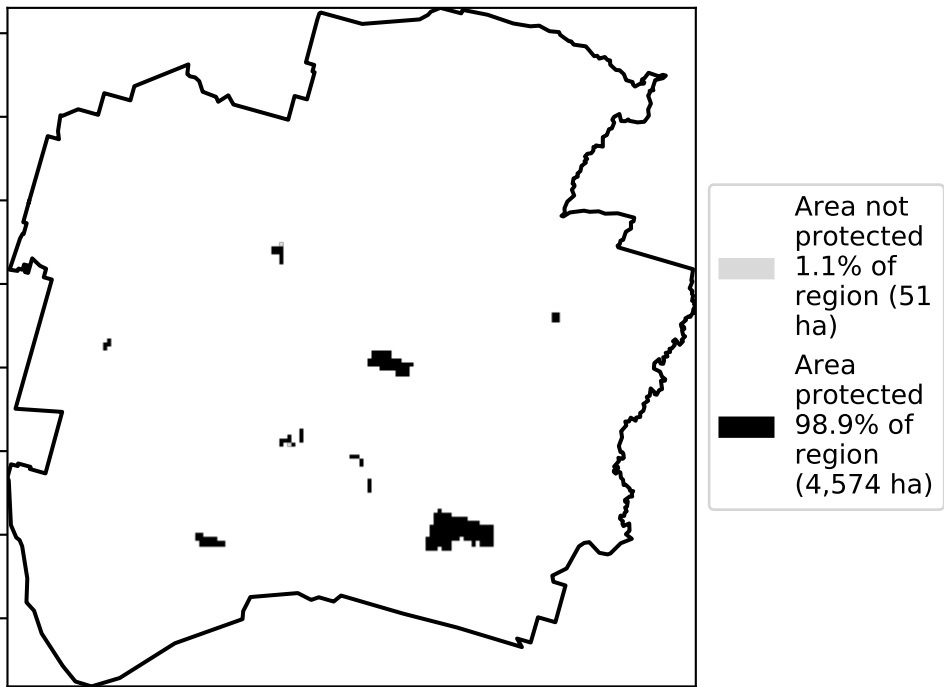 Area not
protected
1.1% of
region (51
ha)
Area
protected
98.9% of
region
(4,574 ha)